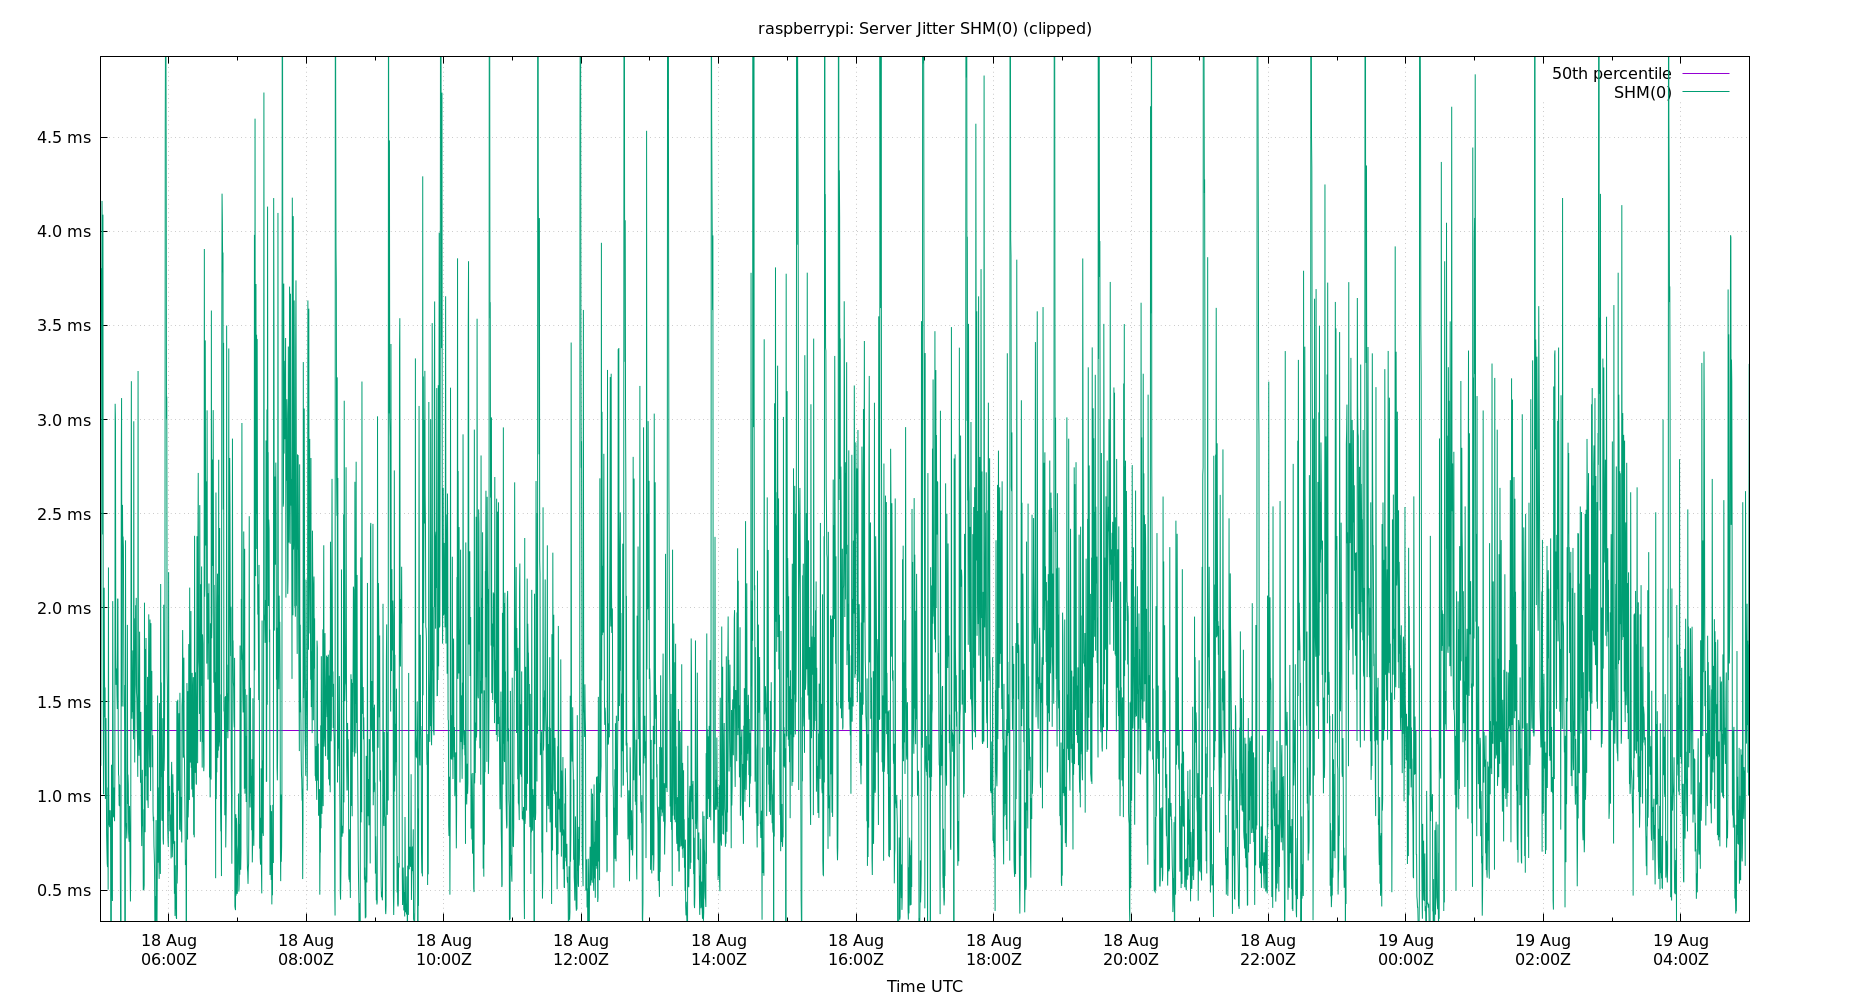 raspberrypi: Server Jitter SHM(0) (clipped)
50th percentile
SHM(0)
4.5 ms
4.0 ms
3.5 ms
3.0 ms
2.5 ms
2.0 ms
1.5 ms
1.0 ms
0.5 ms
18 Aug 18 Aug 18 Aug 18 Aug 18 Aug 18 Aug 18 Aug 18 Aug 18 Aug 19 Aug 19 Aug 19 Aug
06:00Z 08:00Z 10:00Z 12:00Z 14:00Z 16:00Z 18:00Z 20:00Z 22:00Z 00:00Z 02:00Z 04:00Z
Time UTC